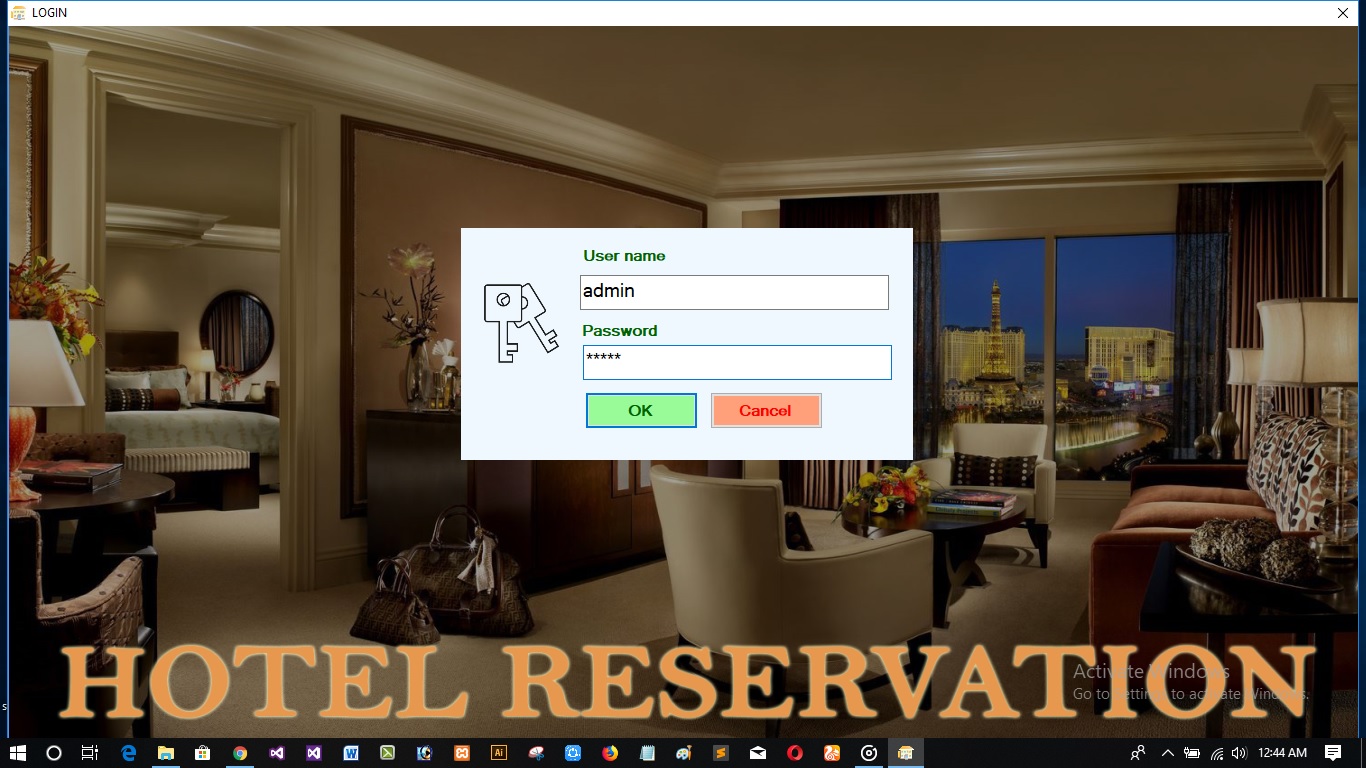 LOGIN
User name
admin
Password
*****
OK
Cancel
HOTEL RESERVATION
Activate Windows
Go to Settings to activate Windows.
s
Ai
12:44 AM